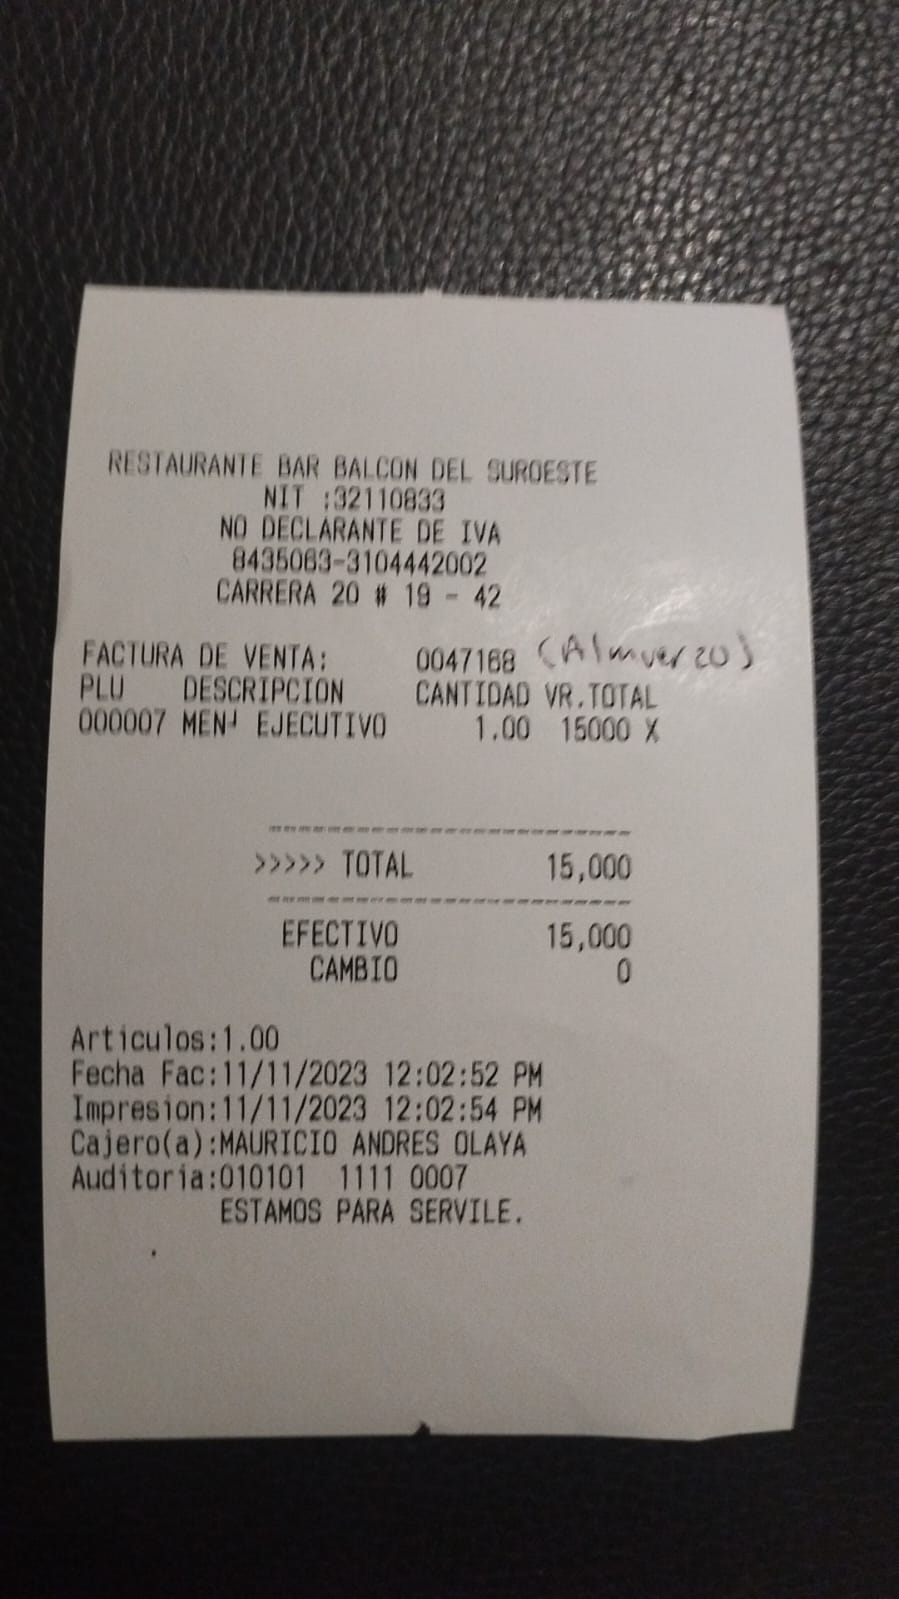 RESTAURANTE BAR BALCON DEL SUROESTE
NIT :32110833
NO DECLARANTE DE IVA
8435063-3104442002
CARRERA 20 # 19 - 42
FACTURA DE VENTA: 0047168 (Almuerzo)
PLU DESCRIPCION CANTIDAD VR.TOTAL
000007 MEN┘ EJECUTIVO 1.00 15000 X
>>>>> TOTAL 15,000
EFECTIVO 15,000
CAMBIO 0
Articulos:1.00
Fecha Fac:11/11/2023 12:02:52 PM
Impresion:11/11/2023 12:02:54 PM
Cajero(a):MAURICIO ANDRES OLAYA
Auditoria:010101 1111 0007
ESTAMOS PARA SERVILE.